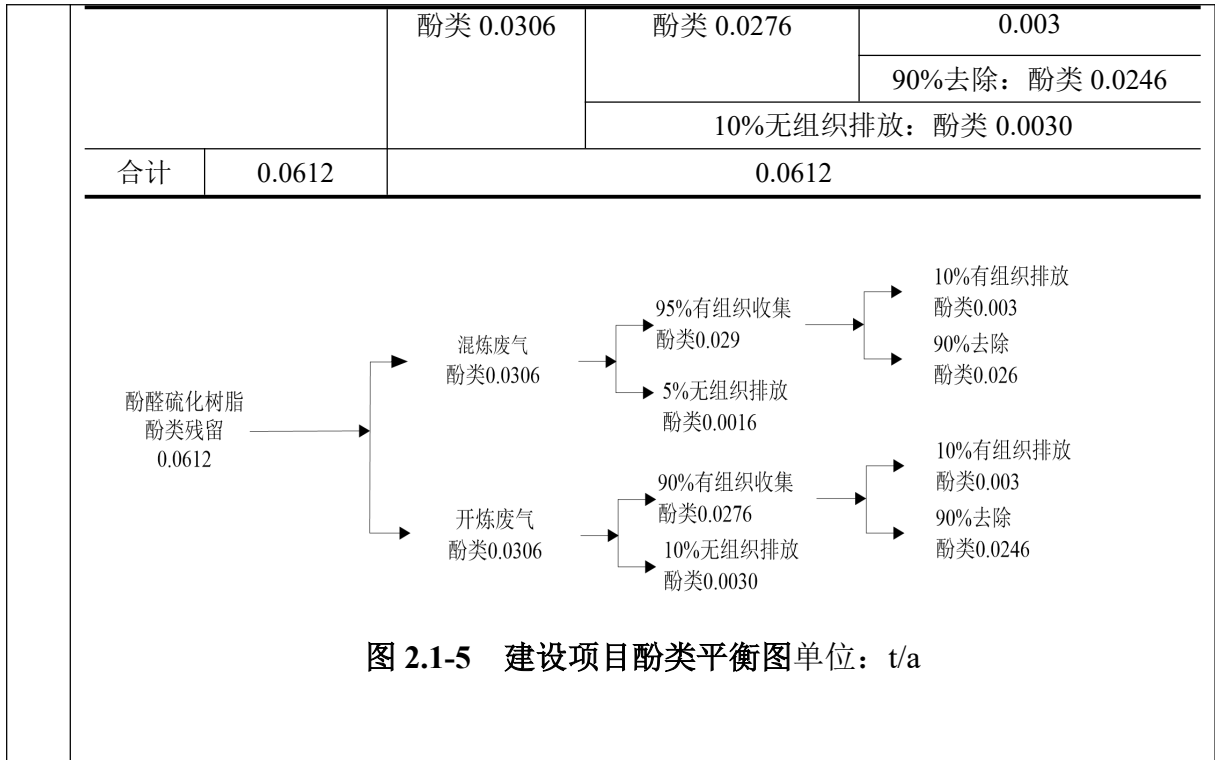 酚类 0.0306 酚类 0.0276 0.003
90%去除：酚类 0.0246
10%无组织排放：酚类 0.0030
合计 0.0612 0.0612
酚醛硫化树脂
酚类残留
0.0612
混炼废气
酚类0.0306
95%有组织收集
酚类0.029
5%无组织排放
酚类0.0016
10%有组织排放
酚类0.003
90%去除
酚类0.026
开炼废气
酚类0.0306
90%有组织收集
酚类0.0276
10%无组织排放
酚类0.0030
10%有组织排放
酚类0.003
90%去除
酚类0.0246
图 2.1-5 建设项目酚类平衡图单位：t/a